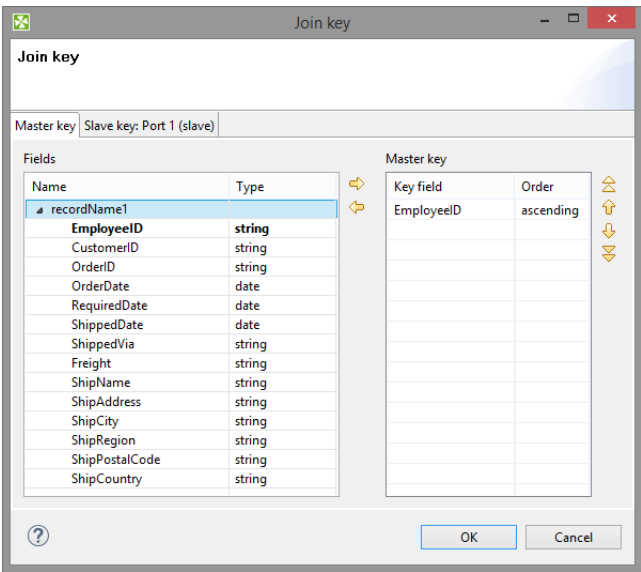 Join key
Join key
Master key Slave key: Port 1 (slave)
Fields
Name Type
recordName1
EmployeeID string
CustomerID string
OrderID string
OrderDate date
RequiredDate date
ShippedDate date
ShippedVia string
Freight string
ShipName string
ShipAddress string
ShipCity string
ShipRegion string
ShipPostalCode string
ShipCountry string
Master key
Key field Order
EmployeeID ascending
?
OK Cancel